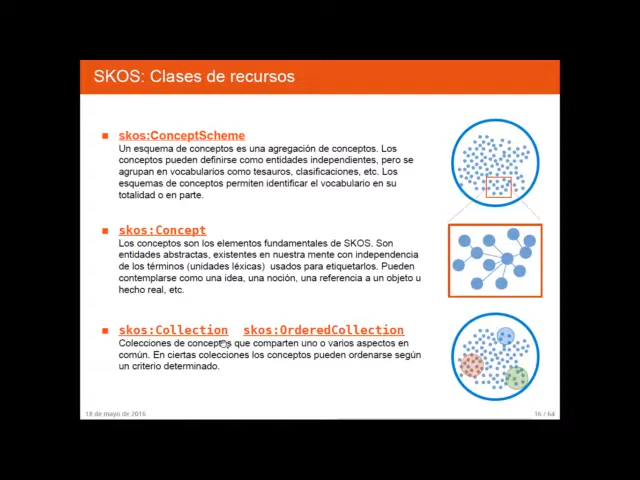 SKOS: Clases de recursos
skos:ConceptScheme
Un esquema de conceptos es una agregación de conceptos. Los
conceptos pueden definirse como entidades independientes, pero se
agrupan en vocabularios como tesauros, clasificaciones, etc. Los
esquemas de conceptos permiten identificar el vocabulario en su
totalidad o en parte.
skos:Concept
Los conceptos son los elementos fundamentales de SKOS. Son
entidades abstractas, existentes en nuestra mente con independencia
de los términos (unidades léxicas) usados para etiquetarlos. Pueden
contemplarse como una idea, una noción, una referencia a un objeto u
hecho real, etc.
skos:Collection skos:OrderedCollection
Colecciones de conceptos que comparten uno o varios aspectos en
común. En ciertas colecciones los conceptos pueden ordenarse según
un criterio determinado.
18 de mayo de 2016 16 / 64